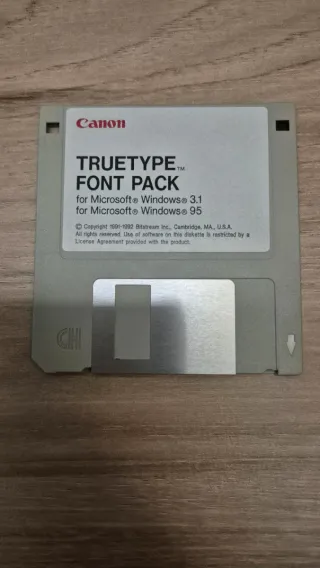 Canon
TRUETYPE™
FONT PACK
for Microsoft® Windows® 3.1
for Microsoft® Windows® 95
© Copyright 1991-1992 Bitstream Inc., Cambridge, MA., U.S.A.
All rights reserved. Use of software on this diskette is restricted by a
License Agreement provided with the product.
HD